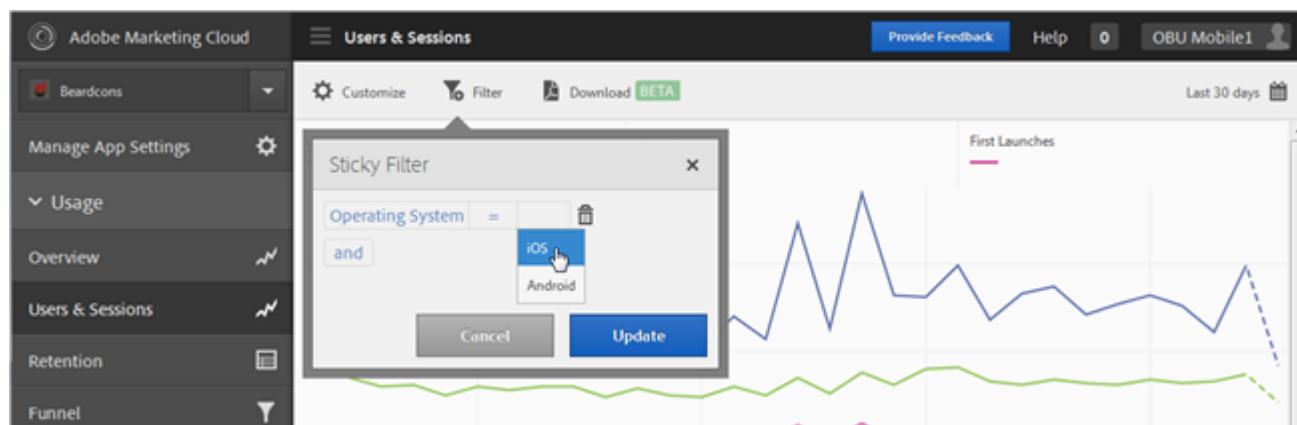 Adobe Marketing Cloud
Users & Sessions
Provide Feedback
Help
0
OBU Mobile1
Beardcons
Customize
Filter
Download BETA
Last 30 days
Manage App Settings
Usage
Overview
Users & Sessions
Retention
Funnel
Sticky Filter
×
Operating System =
iOS
and
Android
Cancel
Update
First Launches